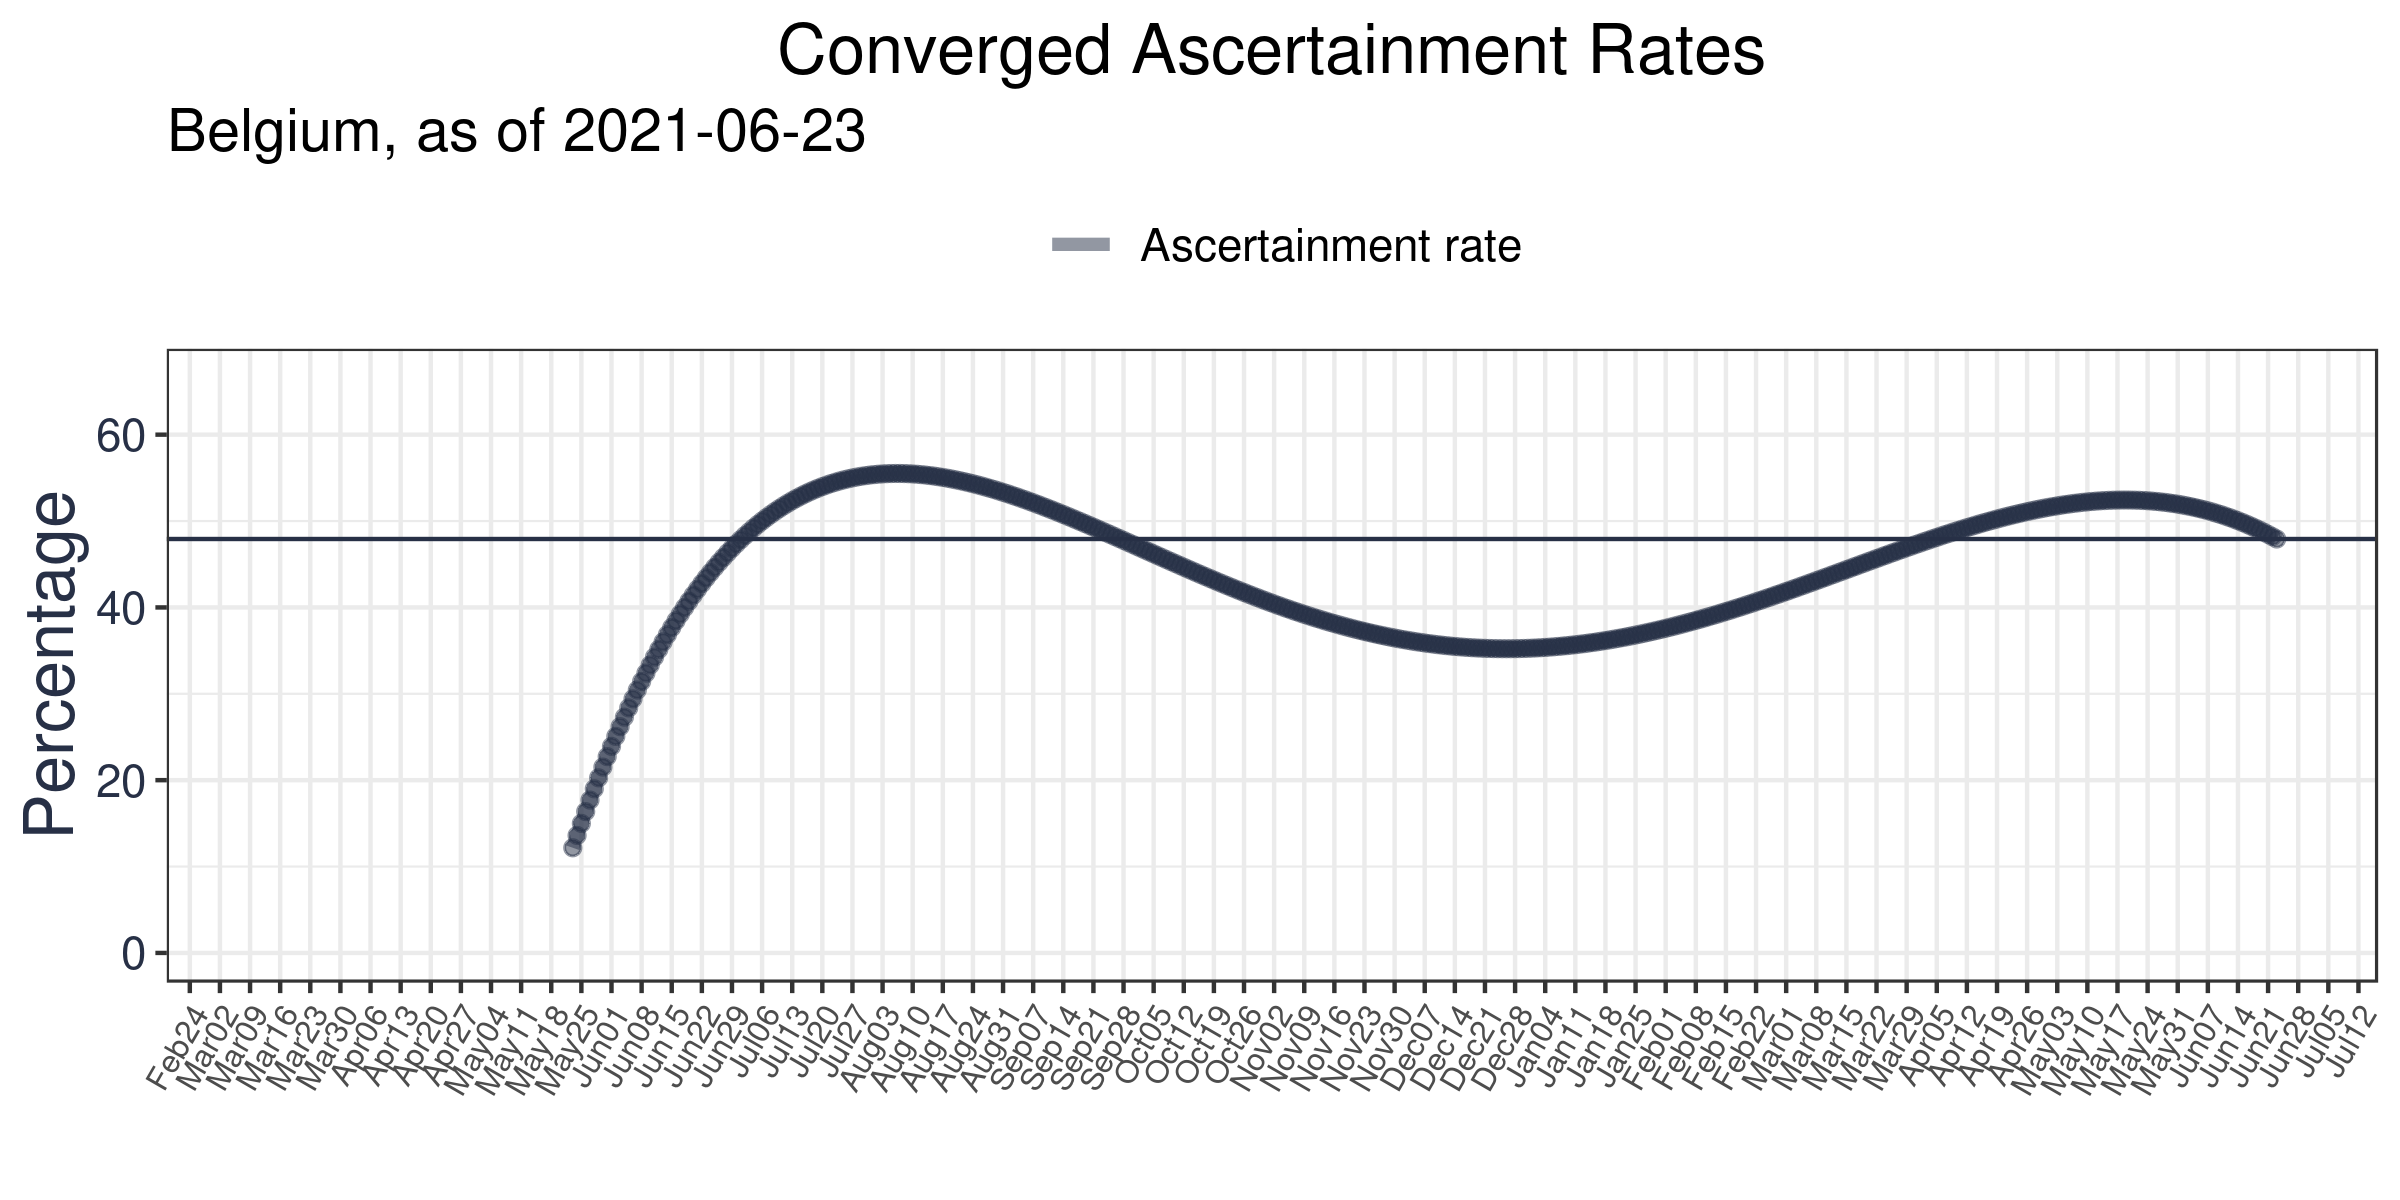 Converged Ascertainment Rates
Belgium, as of 2021-06-23
Ascertainment rate
Percentage
60
40
20
0
Feb24
Mar02
Mar09
Mar16
Mar23
Mar30
Apr06
Apr13
Apr20
Apr27
May04
May11
May18
May25
Jun01
Jun08
Jun15
Jun22
Jun29
Jul06
Jul13
Jul20
Jul27
Aug03
Aug10
Aug17
Aug24
Aug31
Sep07
Sep14
Sep21
Sep28
Oct05
Oct12
Oct19
Oct26
Nov02
Nov09
Nov16
Nov23
Nov30
Dec07
Dec14
Dec21
Dec28
Jan04
Jan11
Jan18
Jan25
Feb01
Feb08
Feb15
Feb22
Mar01
Mar08
Mar15
Mar22
Mar29
Apr05
Apr12
Apr19
Apr26
May03
May10
May17
May24
May31
Jun07
Jun14
Jun21
Jun28
Jul05
Jul12